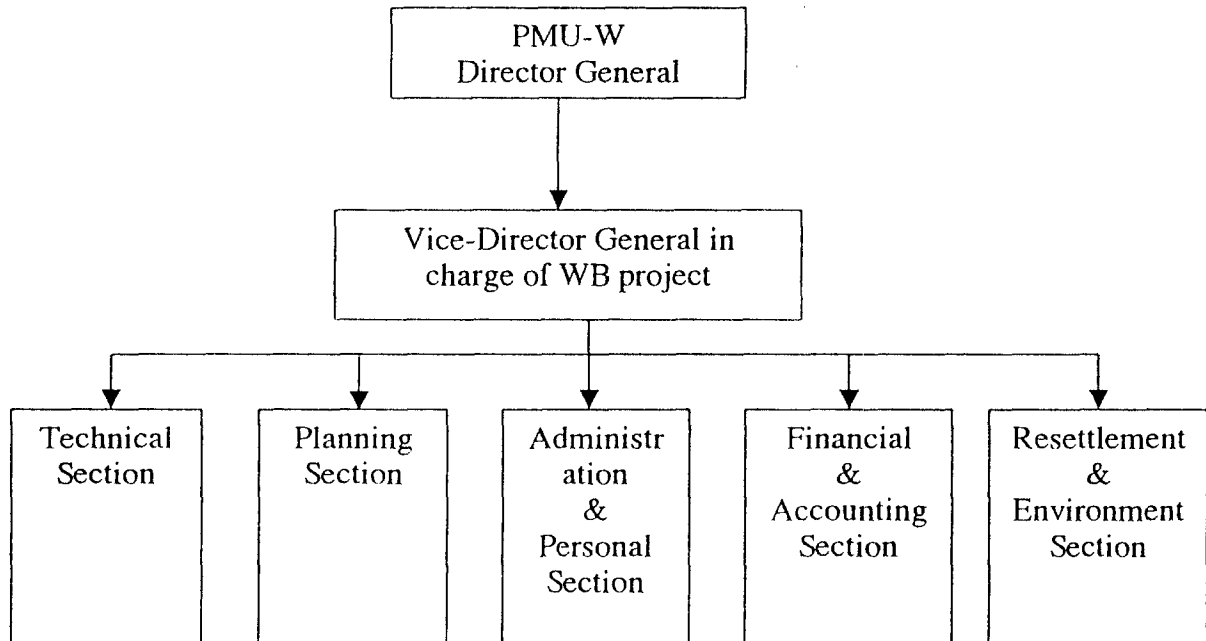 PMU-W
Director General
Vice-Director General in
charge of WB project
Technical
Section
Planning
Section
Administr
ation
&
Personal
Section
Financial
&
Accounting
Section
Resettlement
&
Environment
Section